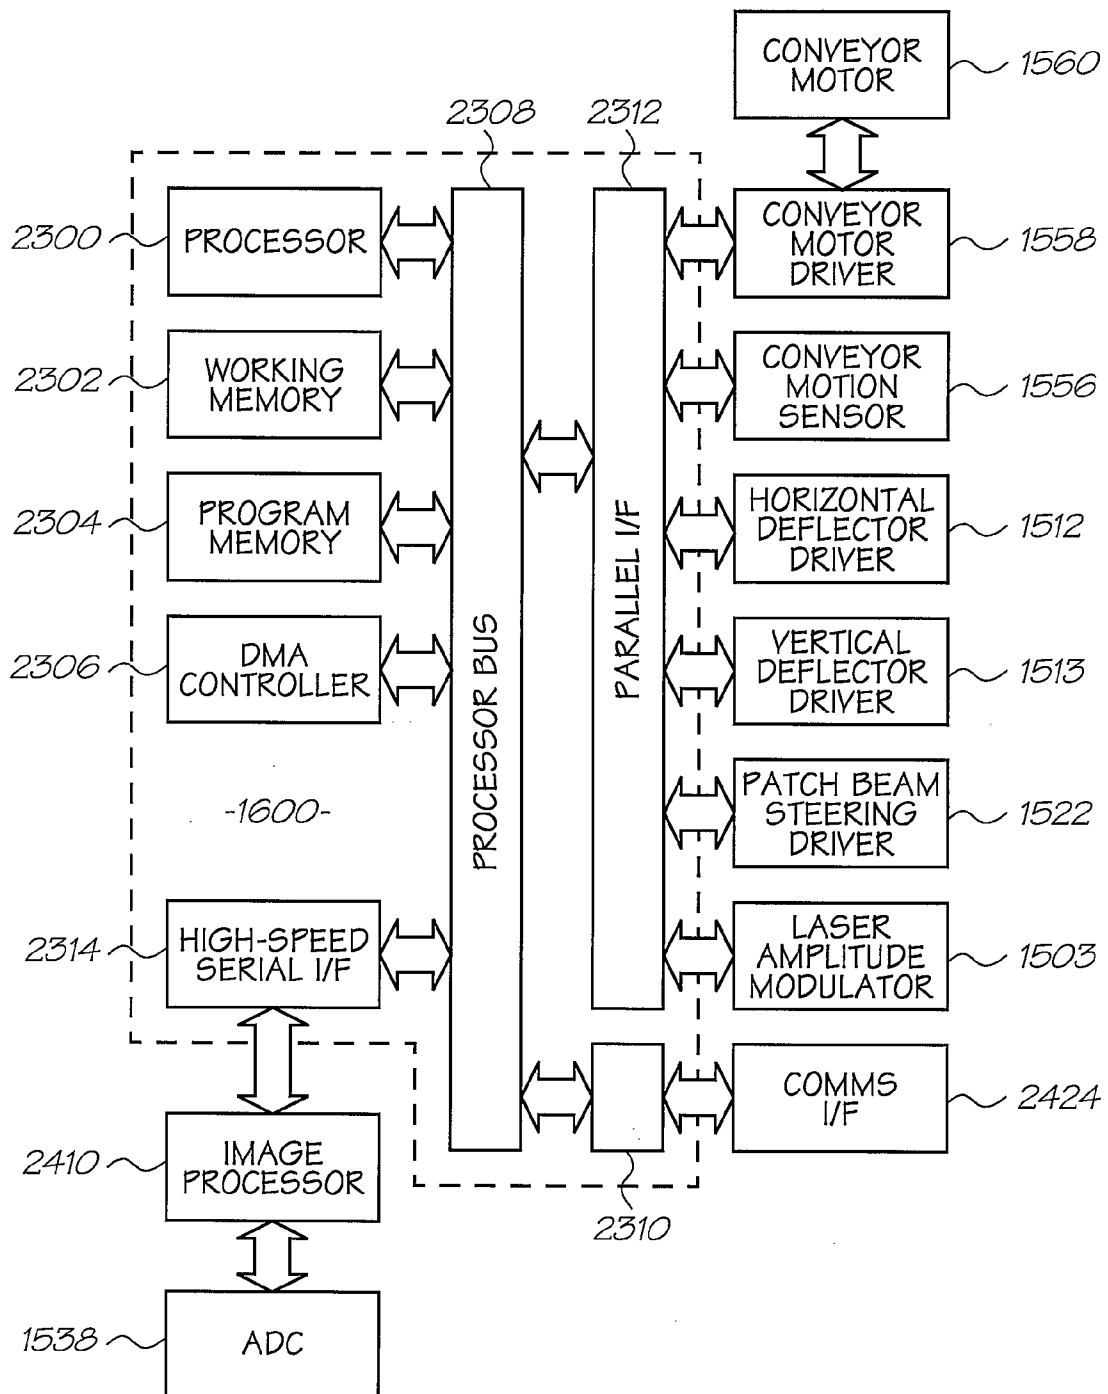 CONVEYOR
MOTOR
1560
2308
2312
2300
PROCESSOR
CONVEYOR
MOTOR
DRIVER
1558
2302
WORKING
MEMORY
CONVEYOR
MOTION
SENSOR
1556
2304
PROGRAM
MEMORY
HORIZONTAL
DEFLECTOR
DRIVER
1512
2306
DMA
CONTROLLER
PROCESSOR BUS
PARALLEL I/F
VERTICAL
DEFLECTOR
DRIVER
1513
-1600-
PATCH BEAM
STEERING
DRIVER
1522
2314
HIGH-SPEED
SERIAL I/F
LASER
AMPLITUDE
MODULATOR
1503
COMMS
I/F
2424
2410
IMAGE
PROCESSOR
2310
1538
ADC